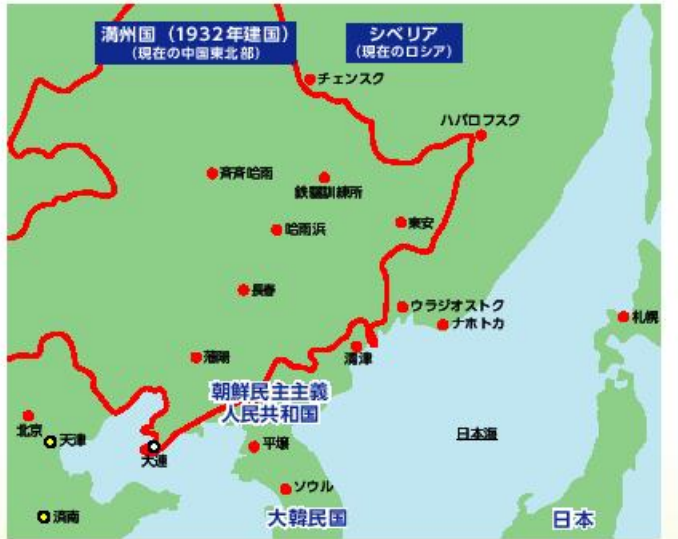 満州国（1932年建国）
（現在の中国東北部）
シベリア
（現在のロシア）
チェンスク
ハバロフスク
斉斉哈雨
鉄驪訓練所
哈雨浜
東安
長春
ウラジオストク
ナホトカ
札幌
清津
瀋陽
朝鮮民主主義
人民共和国
北京
天津
大連
平壌
日本海
ソウル
済南
大韓民国
日本